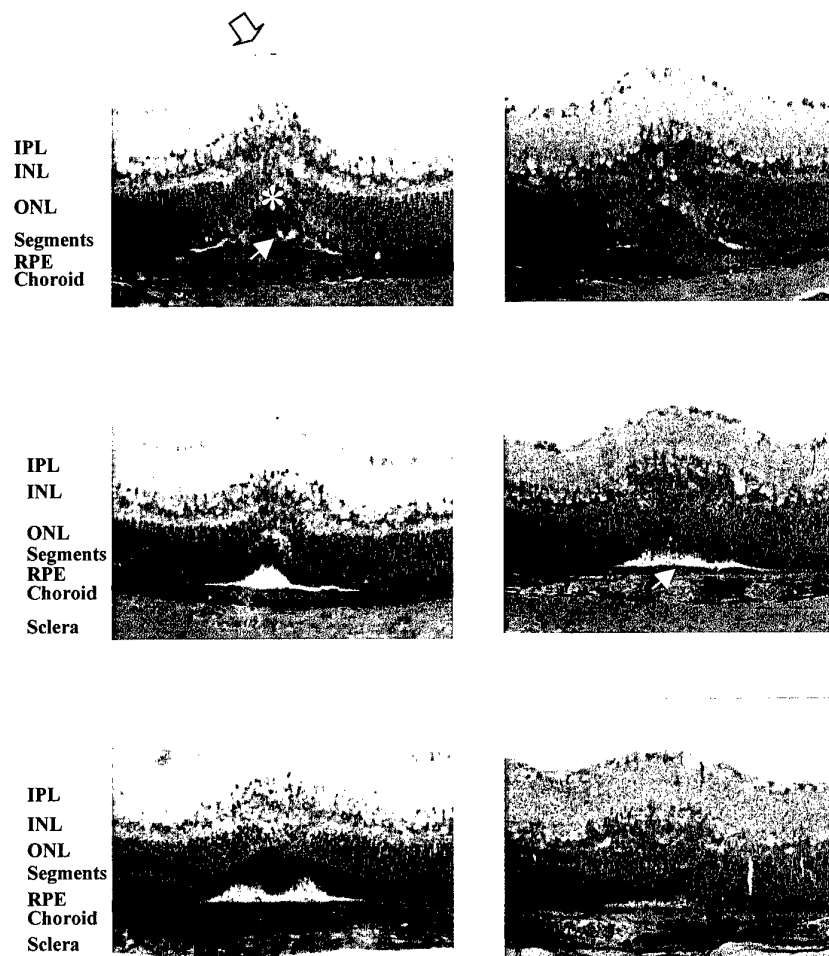 IPL
INL
ONL
Segments
RPE
Choroid
IPL
INL
ONL
Segments
RPE
Choroid
Sclera
IPL
INL
ONL
Segments
RPE
Choroid
Sclera